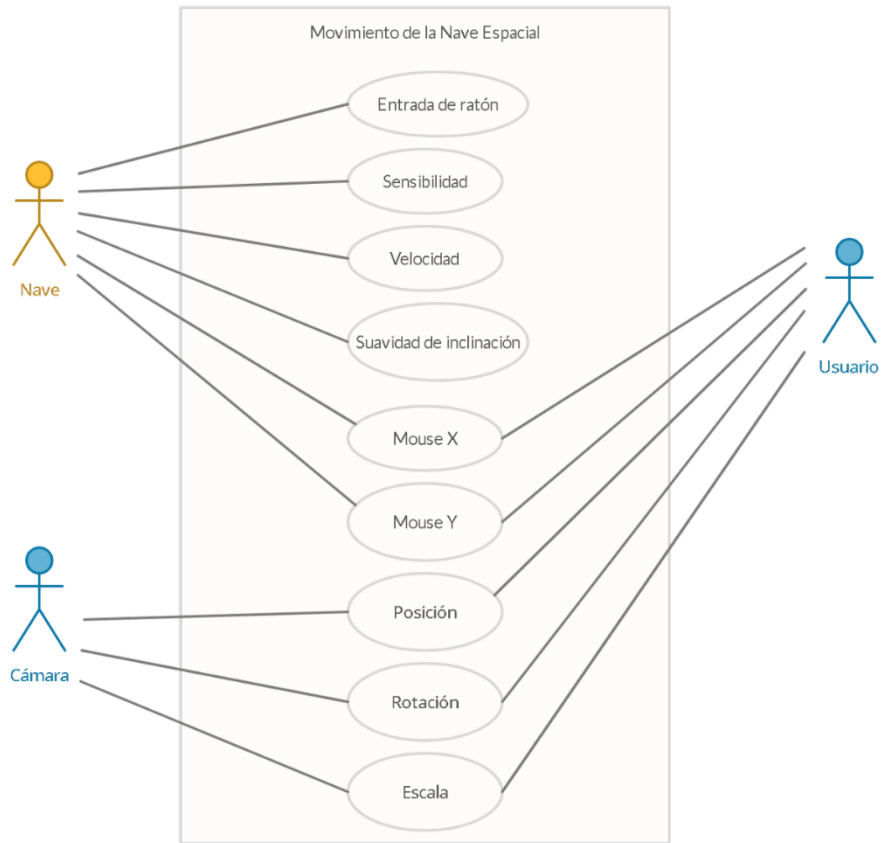 Movimiento de la Nave Espacial
Entrada de ratón
Sensibilidad
Velocidad
Nave
Suavidad de inclinación
Usuario
Mouse X
Mouse Y
Posición
Cámara
Rotación
Escala